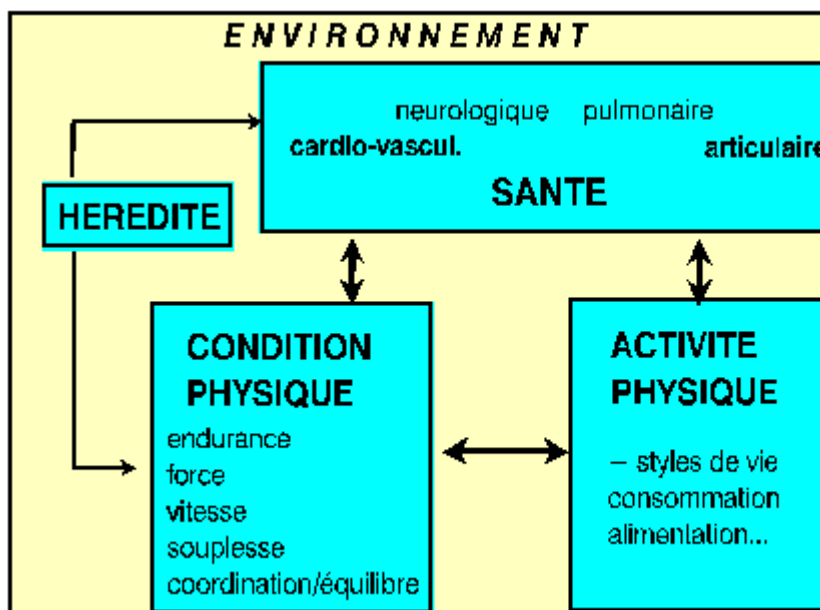 ENVIRONNEMENT
neurologique pulmonaire
cardio-vascul. articulaire
SANTE
HEREDITE
CONDITION
PHYSIQUE
endurance
force
vitesse
souplesse
coordination/équilibre
ACTIVITE
PHYSIQUE
– styles de vie
consommation
alimentation...